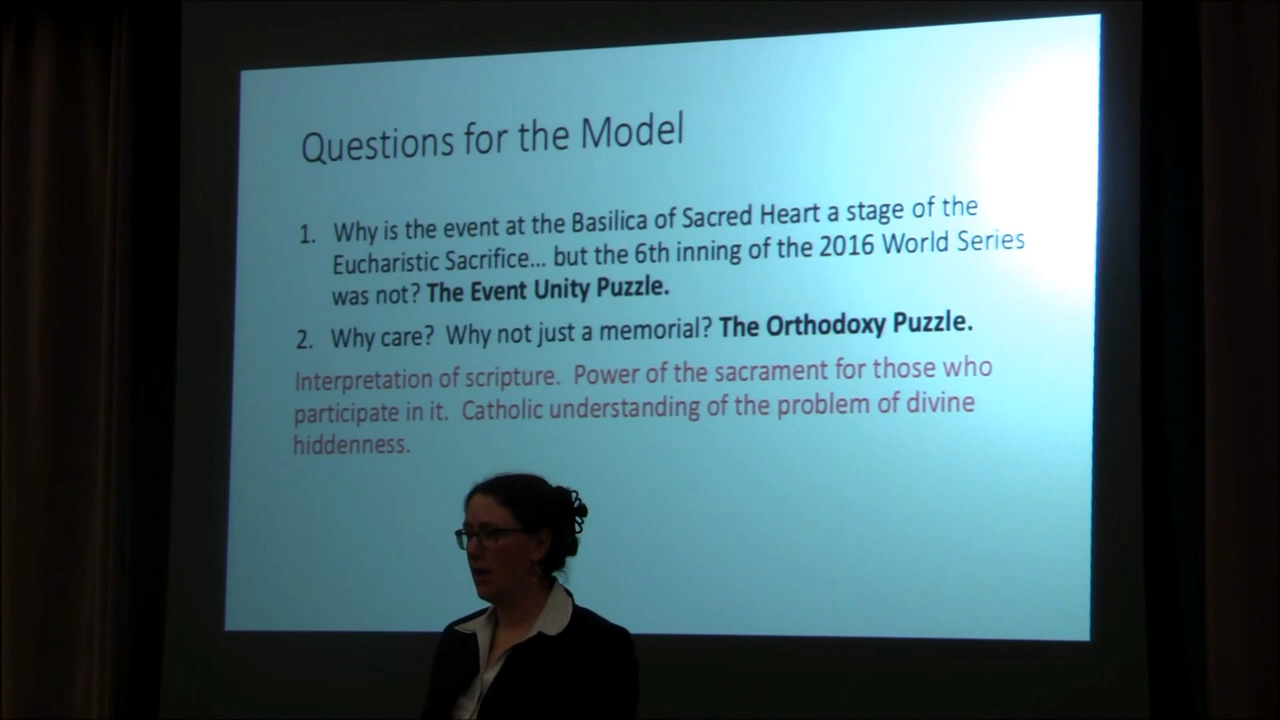 Questions for the Model
1. Why is the event at the Basilica of Sacred Heart a stage of the
Eucharistic Sacrifice... but the 6th inning of the 2016 World Series
was not? The Event Unity Puzzle.
2. Why care? Why not just a memorial? The Orthodoxy Puzzle.
Interpretation of scripture. Power of the sacrament for those who
participate in it. Catholic understanding of the problem of divine
hiddenness.